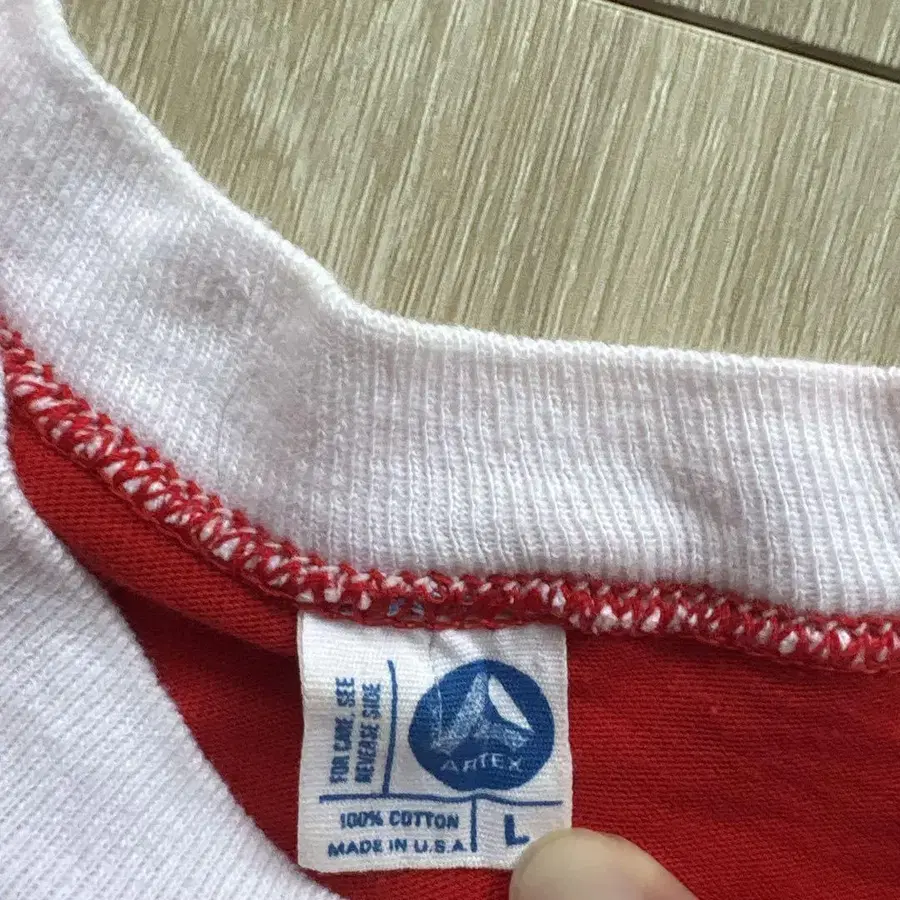 FOR CARE, SEE
REVERSE SIDE
ARTEX
100% COTTON
MADE IN U.S.A.
L